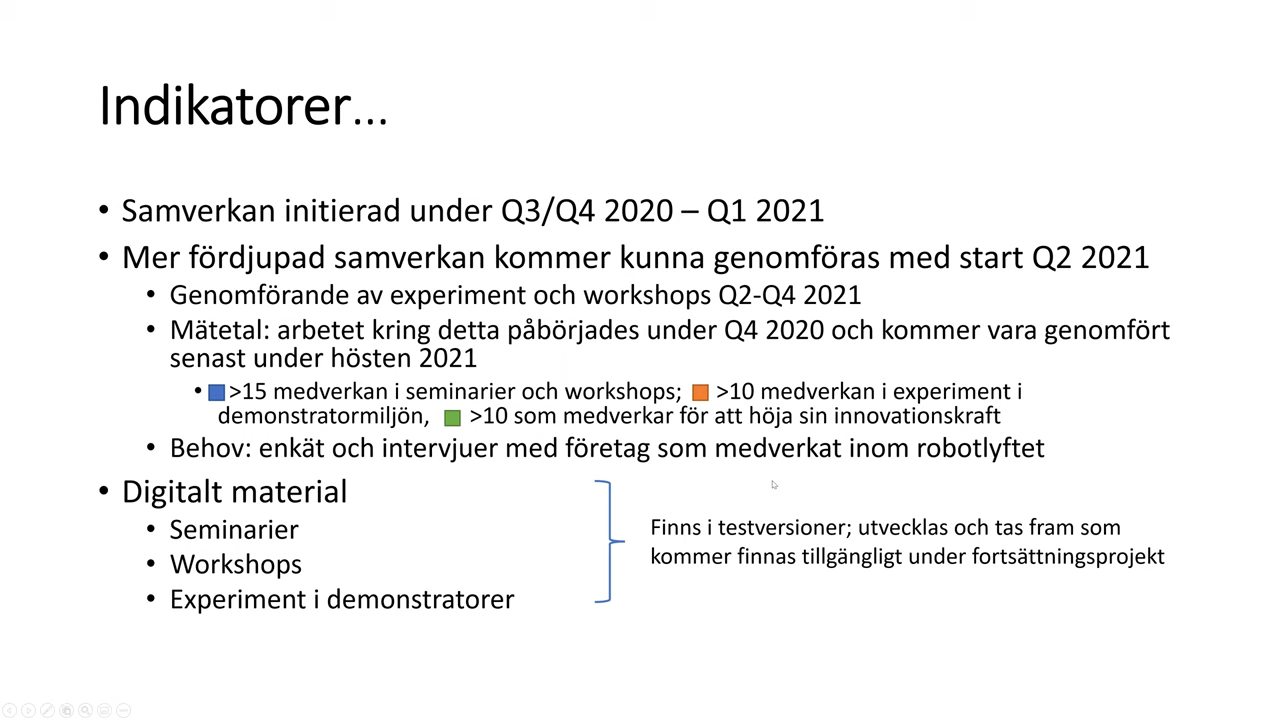 Indikatorer...
• Samverkan initierad under Q3/Q4 2020 – Q1 2021
• Mer fördjupad samverkan kommer kunna genomföras med start Q2 2021
• Genomförande av experiment och workshops Q2-Q4 2021
• Mätetal: arbetet kring detta påbörjades under Q4 2020 och kommer vara genomfört
senast under hösten 2021
• >15 medverkan i seminarier och workshops; >10 medverkan i experiment i
demonstratormiljön, >10 som medverkar för att höja sin innovationskraft
• Behov: enkät och intervjuer med företag som medverkat inom robotlyftet
• Digitalt material
• Seminarier
• Workshops
• Experiment i demonstratorer
Finns i testversioner; utvecklas och tas fram som
kommer finnas tillgängligt under fortsättningsprojekt